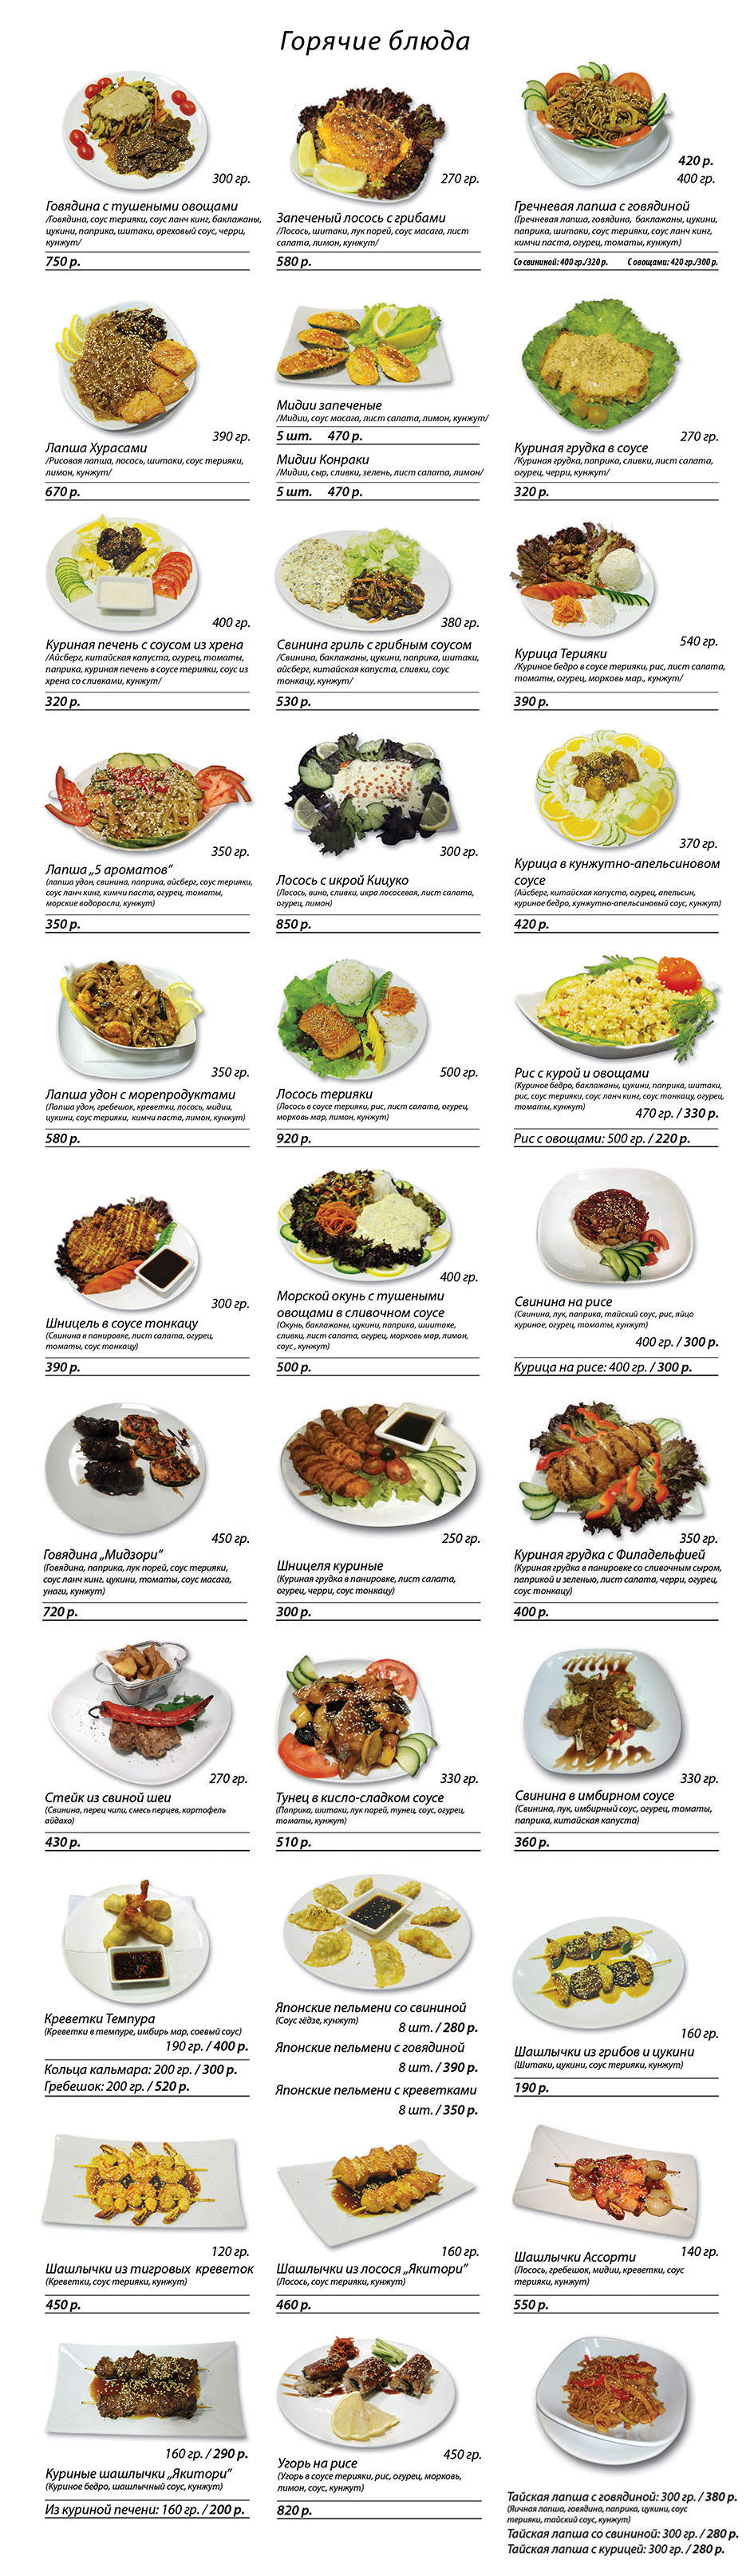 Горячие блюда
300 гр.
Говядина с тушеными овощами
/Говядина, соус терияки, соус ланч кинг, баклажаны,
цукини, паприка, шитаки, ореховый соус, черри,
кунжут/
750 р.
270 гр.
Запеченый лосось с грибами
/Лосось, шитаки, лук порей, соус масага, лист
салата, лимон, кунжут/
580 р.
420 р.
400 гр.
Гречневая лапша с говядиной
(Гречневая лапша, говядина, баклажаны, цукини,
паприка, шитаки, соус терияки, соус ланч кинг,
кимчи паста, огурец, томаты, кунжут)
Со свининой: 400 гр./320 р. С овощами: 420 гр./300 р.
390 гр.
Лапша Хурасами
/Рисовая лапша, лосось, шитаки, соус терияки,
лимон, кунжут/
670 р.
Мидии запеченые
/Мидии, соус масага, лист салата, лимон, кунжут/
5 шт. 470 р.
Мидии Конраки
/Мидии, сыр, сливки, зелень, лист салата, лимон/
5 шт. 470 р.
270 гр.
Куриная грудка в соусе
/Куриная грудка, паприка, сливки, лист салата,
огурец, черри, кунжут/
320 р.
400 гр.
Куриная печень с соусом из хрена
/Айсберг, китайская капуста, огурец, томаты,
паприка, куриная печень в соусе терияки, соус из
хрена со сливками, кунжут/
320 р.
380 гр.
Свинина гриль с грибным соусом
/Свинина, баклажаны, цукини, паприка, шитаки,
айсберг, китайская капуста, сливки, соус
тонкацу, кунжут/
530 р.
540 гр.
Курица Терияки
/Куриное бедро в соусе терияки, рис, лист салата,
томаты, огурец, морковь мар., кунжут/
390 р.
350 гр.
Лапша „5 ароматов”
(лапша удон, свинина, паприка, айсберг, соус терияки,
соус ланч кинг, кимчи паста, огурец, томаты,
морские водоросли, кунжут)
350 р.
300 гр.
Лосось с икрой Кицуко
(Лосось, вино, сливки, икра лососевая, лист салата,
огурец, лимон)
850 р.
370 гр.
Курица в кунжутно-апельсиновом
соусе
(Айсберг, китайская капуста, огурец, апельсин,
куриное бедро, кунжутно-апельсиновый соус, кунжут)
420 р.
350 гр.
Лапша удон с морепродуктами
(Лапша удон, гребешок, креветки, лосось, мидии,
цукини, соус терияки, кимчи паста, лимон, кунжут)
580 р.
500 гр.
Лосось терияки
(Лосось в соусе терияки, рис, лист салата, огурец,
морковь мар, лимон, кунжут)
920 р.
Рис с курой и овощами
(Куриное бедро, баклажаны, цукини, паприка, шитаки,
рис, соус терияки, соус ланч кинг, соус тонкацу, огурец,
томаты, кунжут)
470 гр. / 330 р.
Рис с овощами: 500 гр. / 220 р.
300 гр.
Шницель в соусе тонкацу
(Свинина в панировке, лист салата, огурец,
томаты, соус тонкацу)
390 р.
400 гр.
Морской окунь с тушеными
овощами в сливочном соусе
(Окунь, баклажаны, цукини, паприка, шиитаке,
сливки, лист салата, огурец, морковь мар, лимон,
соус , кунжут)
500 р.
Свинина на рисе
(Свинина, лук, паприка, тайский соус, рис, яйцо
куриное, огурец, томаты, кунжут)
400 гр. / 300 р.
Курица на рисе: 400 гр. / 300 р.
450 гр.
Говядина „Мидзори”
(Говядина, паприка, лук порей, соус терияки,
соус ланч кинг. цукини, томаты, соус масага,
унаги, кунжут)
720 р.
250 гр.
Шницеля куриные
(Куриная грудка в панировке, лист салата,
огурец, черри, соус тонкацу)
300 р.
350 гр.
Куриная грудка с Филадельфией
(Куриная грудка в панировке со сливочным сыром,
паприкой и зеленью, лист салата, черри, огурец,
соус тонкацу)
400 р.
270 гр.
Стейк из свиной шеи
(Свинина, перец чили, смесь перцев, картофель
айдахо)
430 р.
330 гр.
Тунец в кисло-сладком соусе
(Паприка, шитаки, лук порей, тунец, соус, огурец,
томаты, кунжут)
510 р.
330 гр.
Свинина в имбирном соусе
(Свинина, лук, имбирный соус, огурец, томаты,
паприка, китайская капуста)
360 р.
Креветки Темпура
(Креветки в темпуре, имбирь мар, соевый соус)
190 гр. / 400 р.
Кольца кальмара: 200 гр. / 300 р.
Гребешок: 200 гр. / 520 р.
Японские пельмени со свининой
(Соус гёдзе, кунжут)
8 шт. / 280 р.
Японские пельмени с говядиной
8 шт. / 390 р.
Японские пельмени с креветками
8 шт. / 350 р.
160 гр.
Шашлычки из грибов и цукини
(Шитаки, цукини, соус терияки, кунжут)
190 р.
120 гр.
Шашлычки из тигровых креветок
(Креветки, соус терияки, кунжут)
450 р.
160 гр.
Шашлычки из лосося „Якитори”
(Лосось, соус терияки, кунжут)
460 р.
140 гр.
Шашлычки Ассорти
(Лосось, гребешок, мидии, креветки, соус
терияки, кунжут)
550 р.
160 гр. / 290 р.
Куриные шашлычки „Якитори”
(Куриное бедро, шашлычный соус, кунжут)
Из куриной печени: 160 гр. / 200 р.
450 гр.
Угорь на рисе
(Угорь в соусе терияки, рис, огурец, морковь,
лимон, соус, кунжут)
820 р.
Тайская лапша с говядиной: 300 гр. / 380 р.
(Яичная лапша, говядина, паприка, цукини, соус
терияки, тайский соус, кунжут)
Тайская лапша со свининой: 300 гр. / 280 р.
Тайская лапша с курицей: 300 гр. / 280 р.